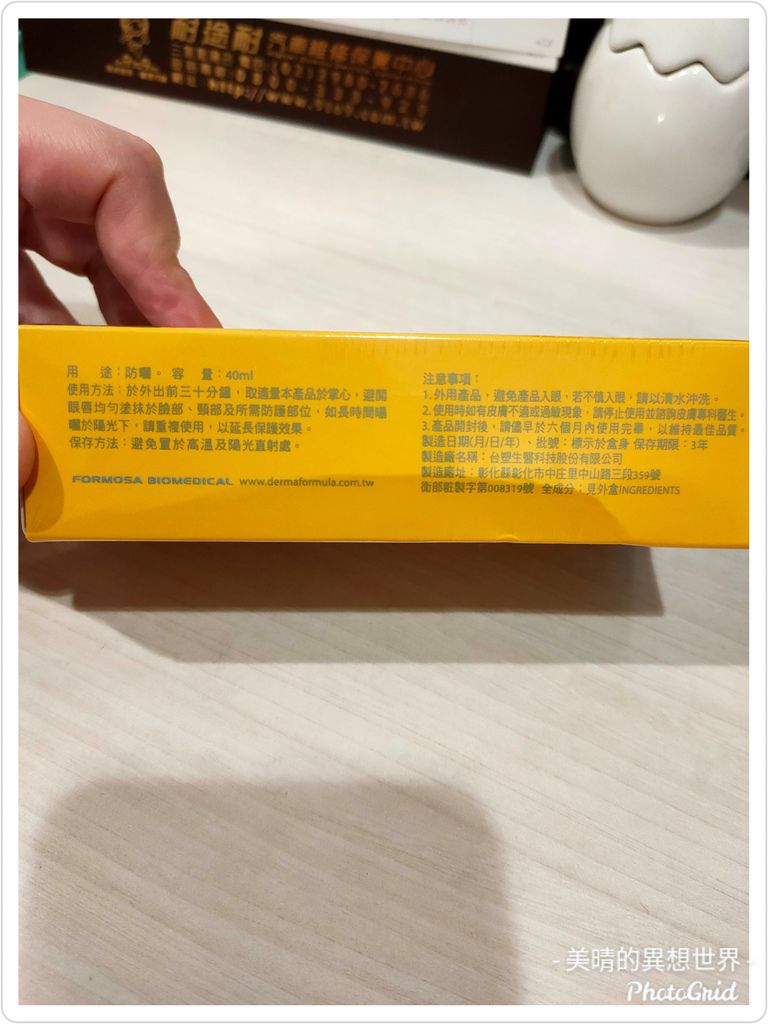 耐途耐 汽車維修保養中心
用　途：防曬。容　量：40ml
使用方法：於外出前三十分鐘，取適量本產品於掌心，避開
眼唇均勻塗抹於臉部、頸部及所需防護部位，如長時間曝
曬於陽光下，請重複使用，以延長保護效果。
保存方法：避免置於高溫及陽光直射處。
FORMOSA BIOMEDICAL www.dermaformula.com.tw
注意事項：
1.外用產品，避免產品入眼，若不慎入眼，請以清水沖洗。
2.使用時如有皮膚不適或過敏現象，請停止使用並諮詢皮膚專科醫生。
3.產品開封後，請儘早於六個月內使用完畢，以維持最佳品質。
製造日期(月/日/年)、批號：標示於盒身 保存期限：3年
製造廠名稱：台塑生醫科技股份有限公司
製造廠址：彰化縣彰化市中庄里中山路三段359號
衛部粧製字第008319號 全成分：見外盒INGREDIENTS
- 美晴的異想世界 -
PhotoGrid